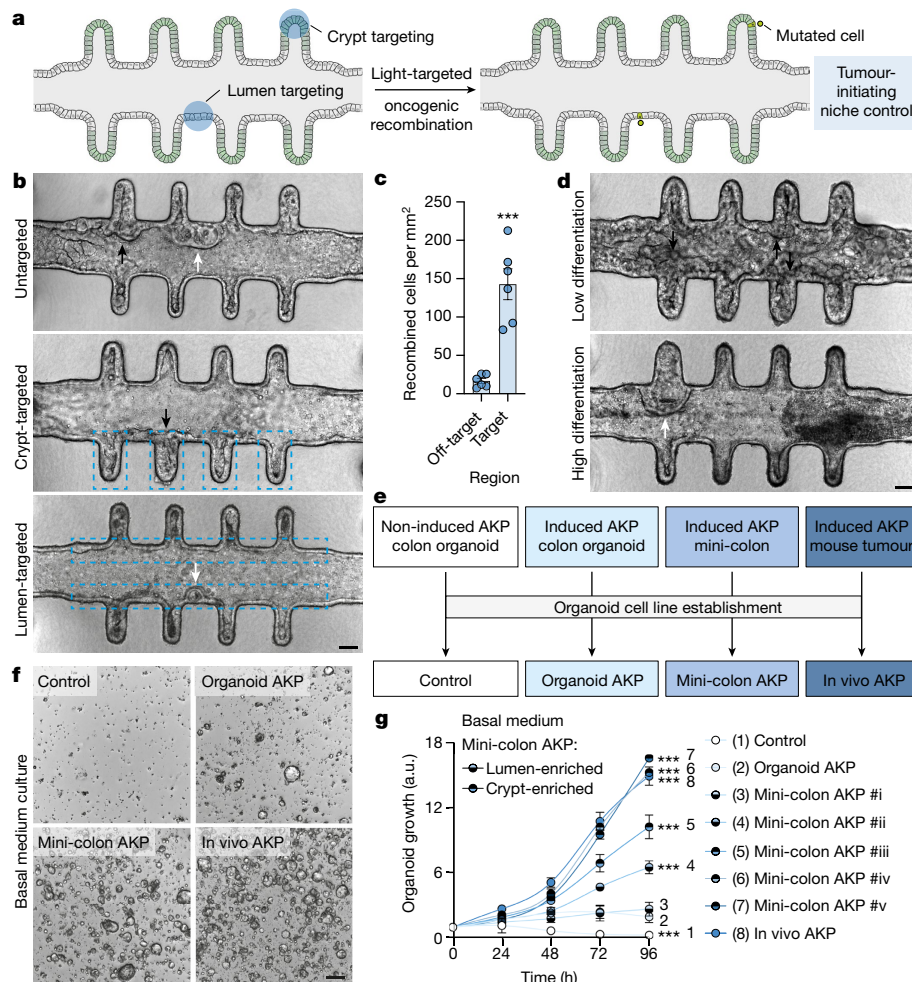 a
Crypt targeting
Lumen targeting
Light-targeted
oncogenic
recombination
Mutated cell
Tumour-
initiating
niche control
b
Untargeted
Crypt-targeted
Lumen-targeted
c
Recombined cells per mm²
250
200
150
100
50
0
***
Off-target
Target
Region
d
Low differentiation
High differentiation
e
Non-induced AKP
colon organoid
Induced AKP
colon organoid
Induced AKP
mini-colon
Induced AKP
mouse tumour
Organoid cell line establishment
Control
Organoid AKP
Mini-colon AKP
In vivo AKP
f
Basal medium culture
Control
Organoid AKP
Mini-colon AKP
In vivo AKP
g
Basal medium
Mini-colon AKP:
Lumen-enriched
Crypt-enriched
Organoid growth (a.u.)
18
12
6
0
0
24
48
72
96
Time (h)
*** 7
*** 6
*** 8
*** 5
*** 4
3
2
*** 1
(1) Control
(2) Organoid AKP
(3) Mini-colon AKP #i
(4) Mini-colon AKP #ii
(5) Mini-colon AKP #iii
(6) Mini-colon AKP #iv
(7) Mini-colon AKP #v
(8) In vivo AKP